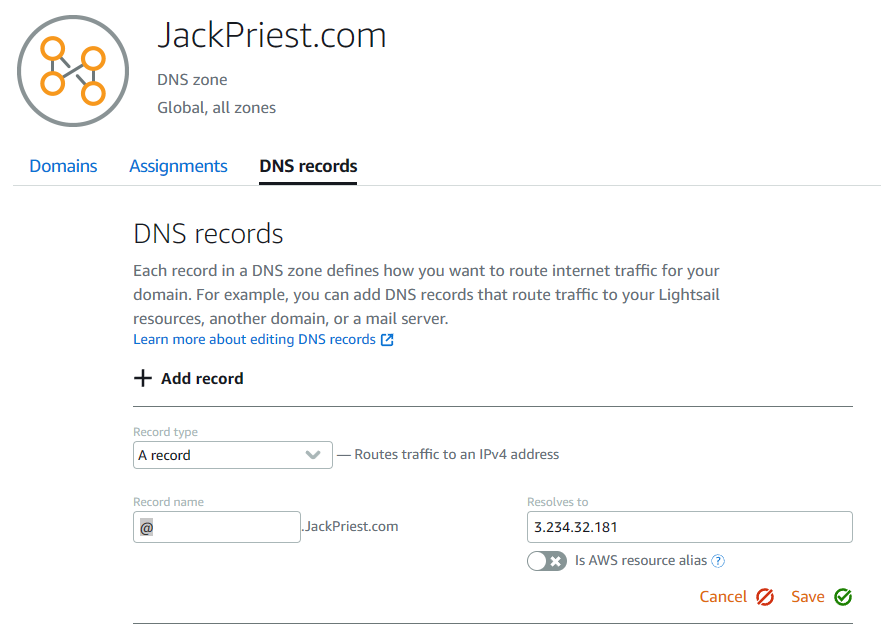 JackPriest.com
DNS zone
Global, all zones
Domains Assignments DNS records
DNS records
Each record in a DNS zone defines how you want to route internet traffic for your
domain. For example, you can add DNS records that route traffic to your Lightsail
resources, another domain, or a mail server.
Learn more about editing DNS records
+ Add record
Record type
A record — Routes traffic to an IPv4 address
Record name Resolves to
@ .JackPriest.com 3.234.32.181
Is AWS resource alias ?
Cancel Save